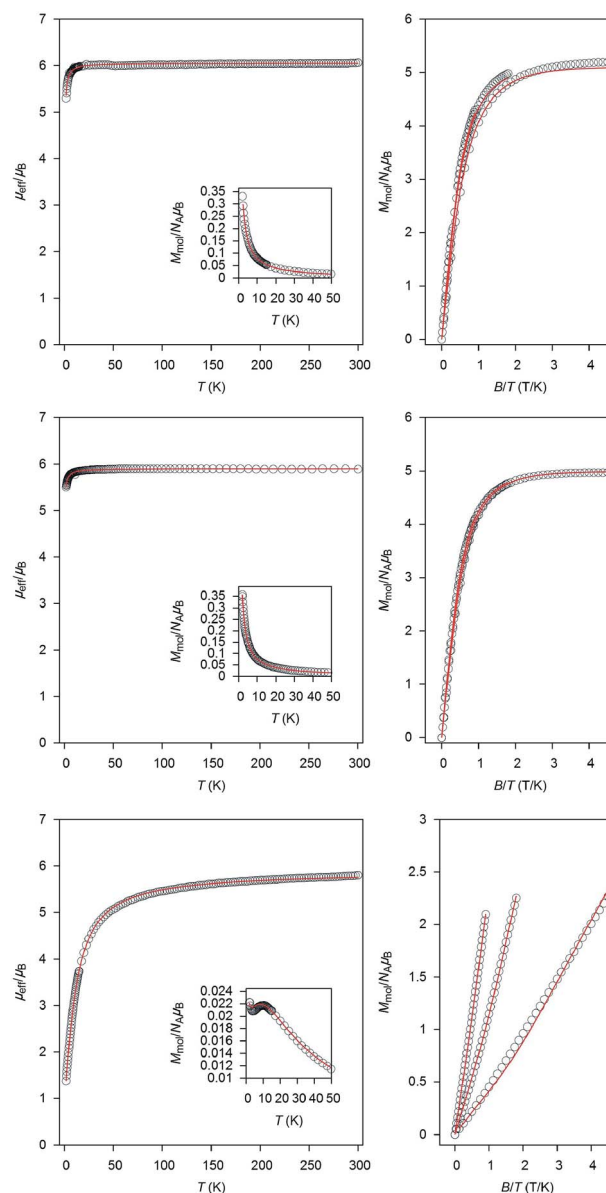 7
6
5
4
3
2
1
0
μeff/μB
0.35
0.3
0.25
0.2
0.15
0.1
0.05
0
Mmol/NAμB
0 10 20 30 40 50
T (K)
0 50 100 150 200 250 300
T (K)
6
5
4
3
2
1
0
Mmol/NAμB
0 1 2 3 4
B/T (T/K)
7
6
5
4
3
2
1
0
μeff/μB
0.35
0.3
0.25
0.2
0.15
0.1
0.05
0
Mmol/NAμB
0 10 20 30 40 50
T (K)
0 50 100 150 200 250 300
T (K)
6
5
4
3
2
1
0
Mmol/NAμB
0 1 2 3 4
B/T (T/K)
7
6
5
4
3
2
1
0
μeff/μB
0.024
0.022
0.02
0.018
0.016
0.014
0.012
0.01
Mmol/NAμB
0 10 20 30 40 50
T (K)
0 50 100 150 200 250 300
T (K)
3
2.5
2
1.5
1
0.5
0
Mmol/NAμB
0 1 2 3 4
B/T (T/K)